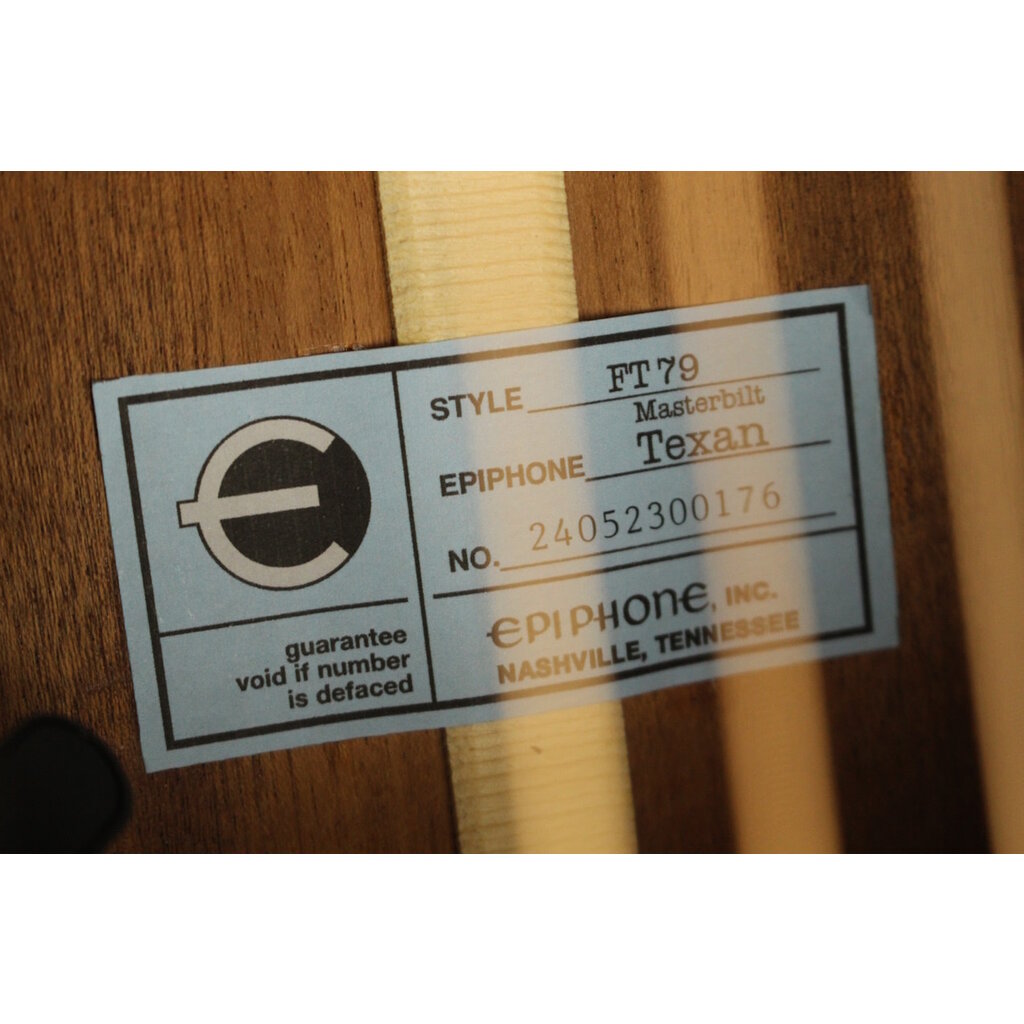 STYLE FT79
Masterbilt
EPIPHONE Texan
NO. 24052300176
EPIPHONE, INC.
NASHVILLE, TENNESSEE
guarantee
void if number
is defaced